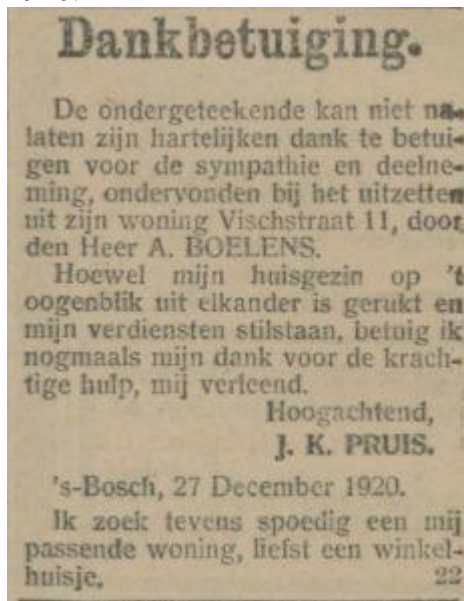 Dankbetuiging.
De ondergeteekende kan niet na-
laten zijn hartelijken dank te betui-
gen voor de sympathie en deelne-
ming, ondervonden bij het uitzetten
uit zijn woning Vischstraat 11, door
den Heer A. BOELENS.
Hoewel mijn huisgezin op 't
oogenblik uit elkander is gerukt en
mijn verdiensten stilstaan, betuig ik
nogmaals mijn dank voor de krach-
tige hulp, mij verleend.
Hoogachtend,
J. K. PRUIS.
's-Bosch, 27 December 1920.
Ik zoek tevens spoedig een mij
passende woning, liefst een winkel-
huisje. 22